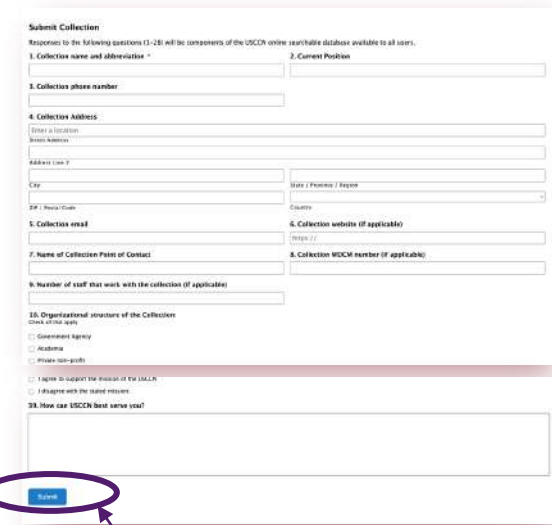 Submit Collection
Responses to the following questions (1-28) will be components of the USCCN online searchable database available to all users.
1. Collection name and abbreviation *
2. Current Position
3. Collection phone number
4. Collection Address
Enter a location
Street Address
Address Line 2
City
State / Province / Region
ZIP / Postal Code
Country
5. Collection email
6. Collection website (if applicable)
https://
7. Name of Collection Point of Contact
8. Collection WDCM number (if applicable)
9. Number of staff that work with the collection (if applicable)
10. Organizational structure of the Collection:
Check all that apply
Government Agency
Academia
Private non-profit
I agree to support the mission of the USCCN
I disagree with the stated mission
39. How can USCCN best serve you?
Submit